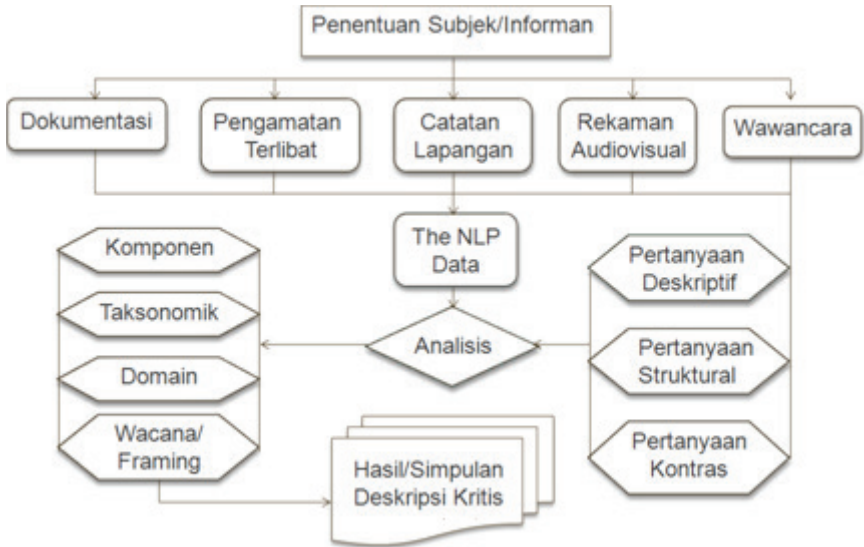 Penentuan Subjek/Informan
Dokumentasi
Pengamatan
Terlibat
Catatan
Lapangan
Rekaman
Audiovisual
Wawancara
The NLP
Data
Komponen
Taksonomik
Domain
Wacana/
Framing
Analisis
Pertanyaan
Deskriptif
Pertanyaan
Struktural
Pertanyaan
Kontras
Hasil/Simpulan
Deskripsi Kritis